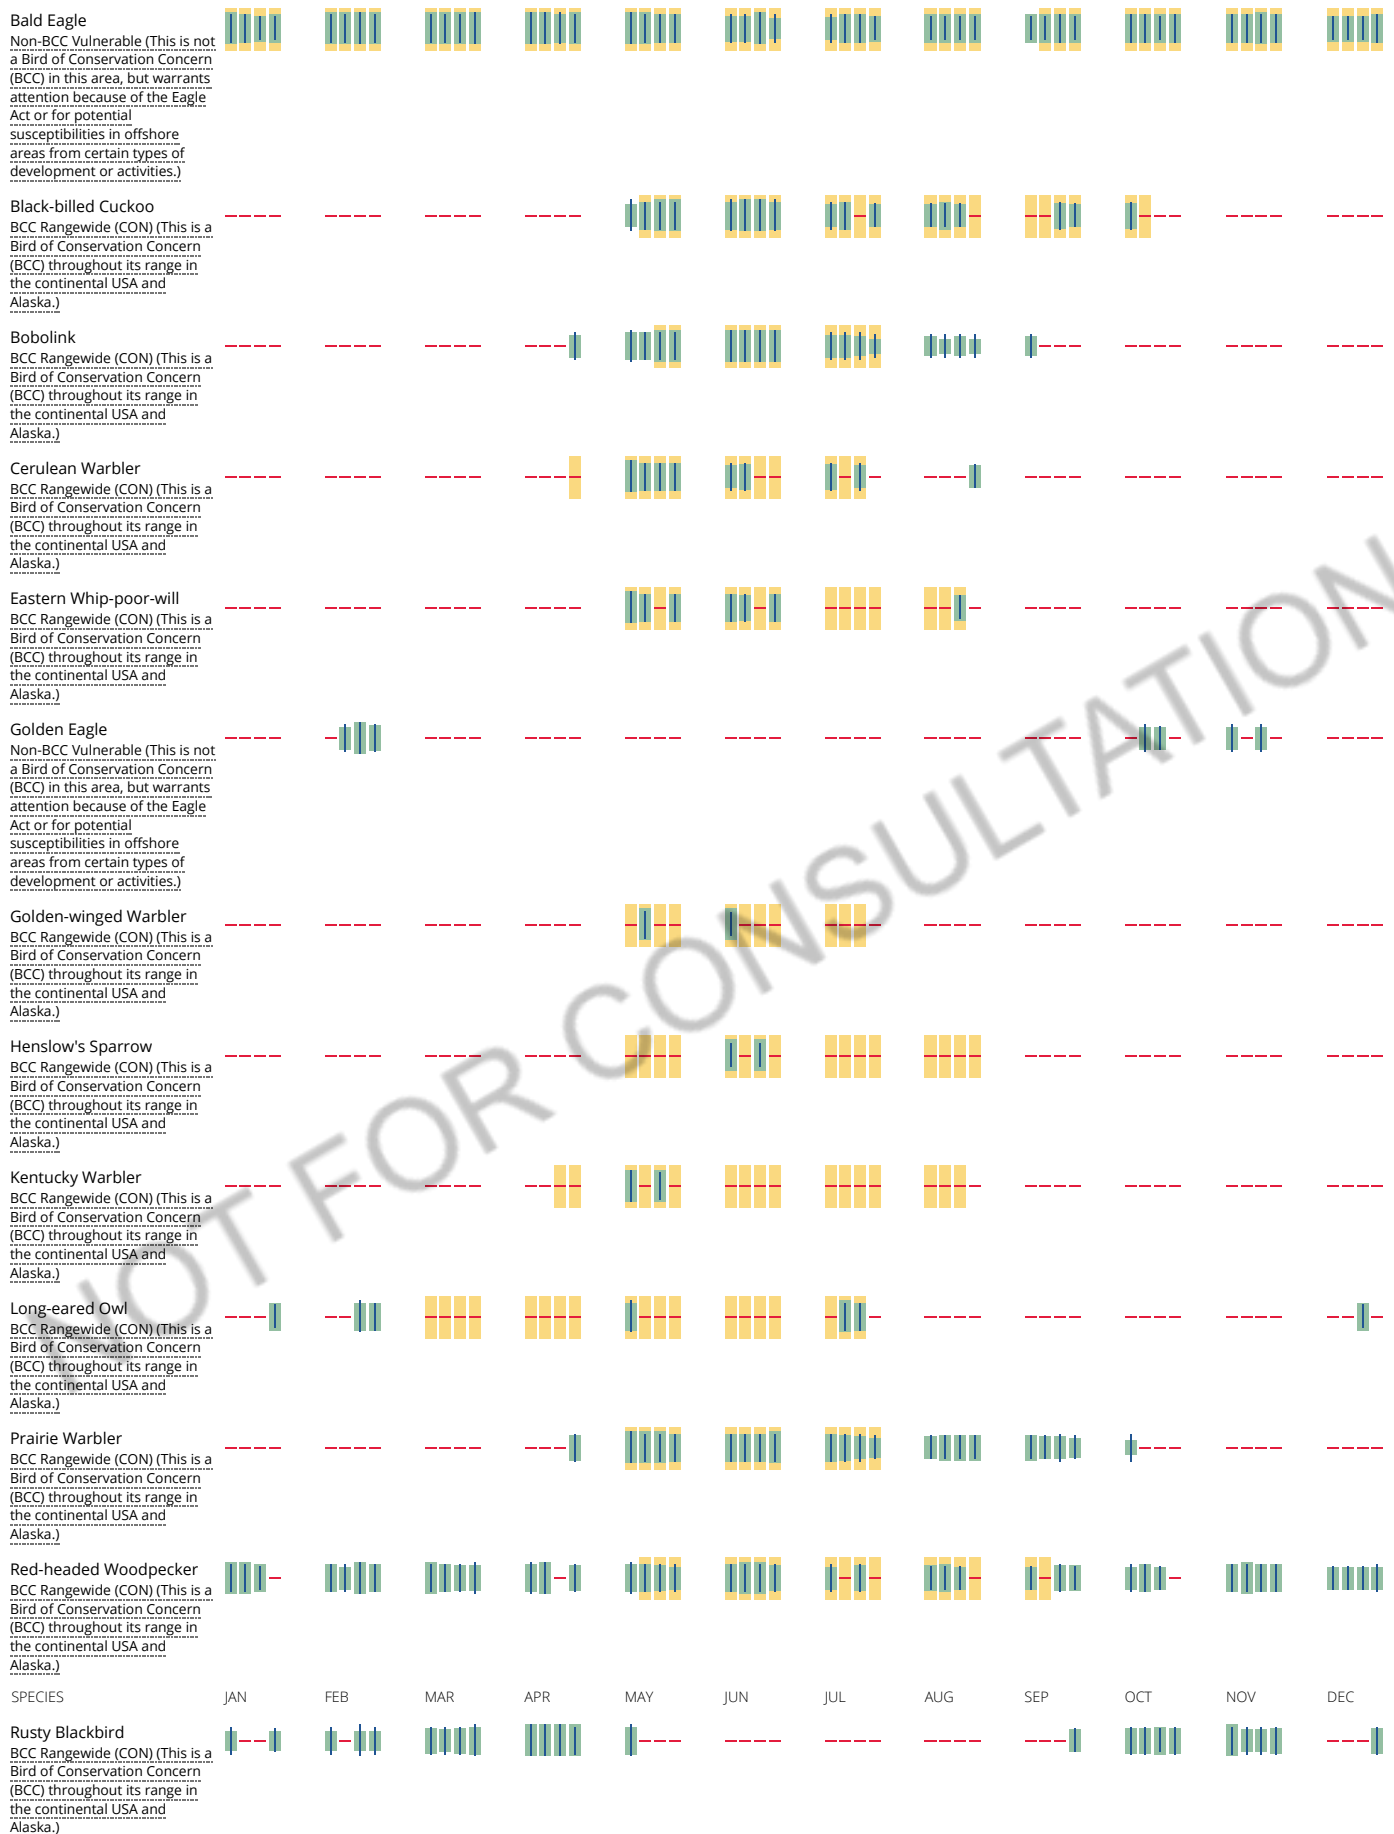 Bald Eagle
Non-BCC Vulnerable (This is not
a Bird of Conservation Concern
(BCC) in this area, but warrants
attention because of the Eagle
Act or for potential
susceptibilities in offshore
areas from certain types of
development or activities.)
Black-billed Cuckoo
BCC Rangewide (CON) (This is a
Bird of Conservation Concern
(BCC) throughout its range in
the continental USA and
Alaska.)
Bobolink
BCC Rangewide (CON) (This is a
Bird of Conservation Concern
(BCC) throughout its range in
the continental USA and
Alaska.)
Cerulean Warbler
BCC Rangewide (CON) (This is a
Bird of Conservation Concern
(BCC) throughout its range in
the continental USA and
Alaska.)
Eastern Whip-poor-will
BCC Rangewide (CON) (This is a
Bird of Conservation Concern
(BCC) throughout its range in
the continental USA and
Alaska.)
Golden Eagle
Non-BCC Vulnerable (This is not
a Bird of Conservation Concern
(BCC) in this area, but warrants
attention because of the Eagle
Act or for potential
susceptibilities in offshore
areas from certain types of
development or activities.)
Golden-winged Warbler
BCC Rangewide (CON) (This is a
Bird of Conservation Concern
(BCC) throughout its range in
the continental USA and
Alaska.)
Henslow's Sparrow
BCC Rangewide (CON) (This is a
Bird of Conservation Concern
(BCC) throughout its range in
the continental USA and
Alaska.)
Kentucky Warbler
BCC Rangewide (CON) (This is a
Bird of Conservation Concern
(BCC) throughout its range in
the continental USA and
Alaska.)
Long-eared Owl
BCC Rangewide (CON) (This is a
Bird of Conservation Concern
(BCC) throughout its range in
the continental USA and
Alaska.)
Prairie Warbler
BCC Rangewide (CON) (This is a
Bird of Conservation Concern
(BCC) throughout its range in
the continental USA and
Alaska.)
Red-headed Woodpecker
BCC Rangewide (CON) (This is a
Bird of Conservation Concern
(BCC) throughout its range in
the continental USA and
Alaska.)
SPECIES JAN FEB MAR APR MAY JUN JUL AUG SEP OCT NOV DEC
Rusty Blackbird
BCC Rangewide (CON) (This is a
Bird of Conservation Concern
(BCC) throughout its range in
the continental USA and
Alaska.)
NOT FOR CONSULTATION